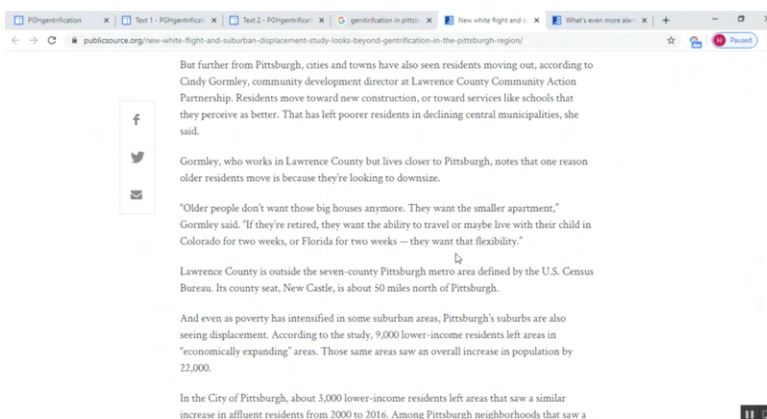 PGHgentrification
Text 1 - PGHgentrificati
Text 2 - PGHgentrificati
genitirification in pittsb
New white flight and s
What's even more alar
publicsource.org/new-white-flight-and-suburban-displacement-study-looks-beyond-gentrification-in-the-pittsburgh-region/
H Paused
But further from Pittsburgh, cities and towns have also seen residents moving out, according to
Cindy Gormley, community development director at Lawrence County Community Action
Partnership. Residents move toward new construction, or toward services like schools that
they perceive as better. That has left poorer residents in declining central municipalities, she
said.
Gormley, who works in Lawrence County but lives closer to Pittsburgh, notes that one reason
older residents move is because they're looking to downsize.
"Older people don't want those big houses anymore. They want the smaller apartment,"
Gormley said. "If they're retired, they want the ability to travel or maybe live with their child in
Colorado for two weeks, or Florida for two weeks — they want that flexibility."
Lawrence County is outside the seven-county Pittsburgh metro area defined by the U.S. Census
Bureau. Its county seat, New Castle, is about 50 miles north of Pittsburgh.
And even as poverty has intensified in some suburban areas, Pittsburgh's suburbs are also
seeing displacement. According to the study, 9,000 lower-income residents left areas in
"economically expanding" areas. Those same areas saw an overall increase in population by
22,000.
In the City of Pittsburgh, about 3,000 lower-income residents left areas that saw a similar
increase in affluent residents from 2000 to 2016. Among Pittsburgh neighborhoods that saw a